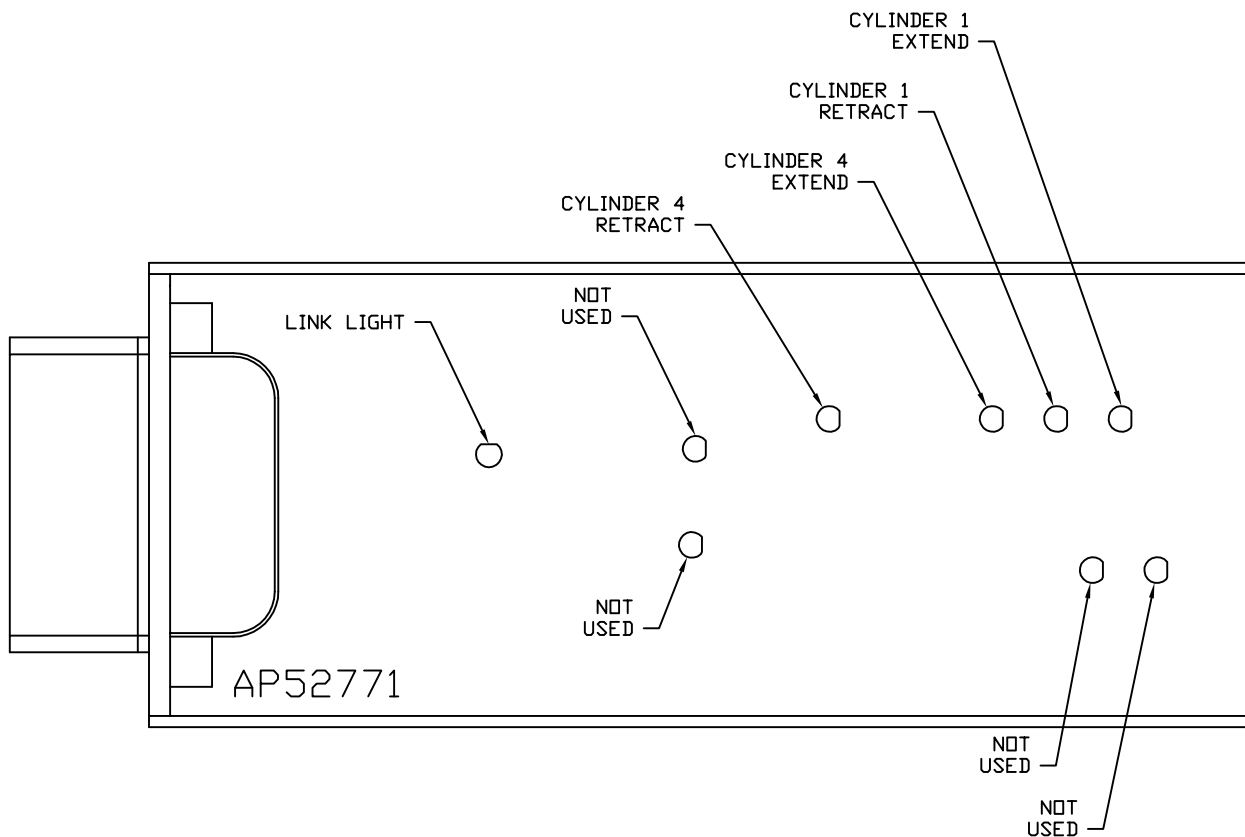 CYLINDER 1
EXTEND
CYLINDER 1
RETRACT
CYLINDER 4
EXTEND
CYLINDER 4
RETRACT
NOT
USED
LINK LIGHT
NOT
USED
AP52771
NOT
USED
NOT
USED